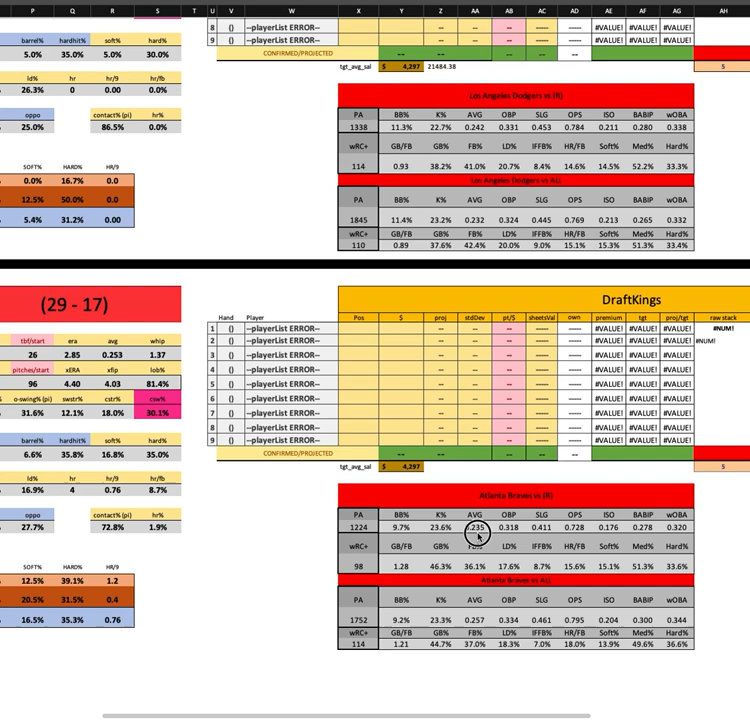 P Q R S T U V W X Y Z AA AB AC AD AE AF AG AH
8 () --playerList ERROR-- -- -- -- ----- ----- #VALUE! #VALUE! #VALUE!
9 () --playerList ERROR-- -- -- -- ----- ----- #VALUE! #VALUE! #VALUE!
barrel% hardhit% soft% hard%
5.0% 35.0% 5.0% 30.0%
CONFIRMED/PROJECTED -- -- -- --
tgt_avg_sal $ 4,297 21484.38 5
ld% hr hr/9 hr/fb
26.3% 0 0.00 0.0%
oppo contact% (pi) hr%
25.0% 86.5% 0.0%
SOFT% HARD% HR/9
0.0% 16.7% 0.0
12.5% 50.0% 0.0
5.4% 31.2% 0.00
Los Angeles Dodgers vs (R)
PA BB% K% AVG OBP SLG OPS ISO BABIP wOBA
1338 11.3% 22.7% 0.242 0.331 0.453 0.784 0.211 0.280 0.338
wRC+ GB/FB GB% FB% LD% IFFB% HR/FB Soft% Med% Hard%
114 0.93 38.2% 41.0% 20.7% 8.4% 14.6% 14.5% 52.2% 33.3%
Los Angeles Dodgers vs ALL
PA BB% K% AVG OBP SLG OPS ISO BABIP wOBA
1845 11.4% 23.2% 0.232 0.324 0.445 0.769 0.213 0.265 0.332
wRC+ GB/FB GB% FB% LD% IFFB% HR/FB Soft% Med% Hard%
110 0.89 37.6% 42.4% 20.0% 9.0% 15.1% 15.3% 51.3% 33.4%
(29 - 17)
tbf/start era avg whip
26 2.85 0.253 1.37
pitches/start xERA xfip lob%
96 4.40 4.03 81.4%
o-swing% (pi) swstr% cstr% csw%
31.6% 12.1% 18.0% 30.1%
barrel% hardhit% soft% hard%
6.6% 35.8% 16.8% 35.0%
ld% hr hr/9 hr/fb
16.9% 4 0.76 8.7%
oppo contact% (pi) hr%
27.7% 72.8% 1.9%
SOFT% HARD% HR/9
12.5% 39.1% 1.2
20.5% 31.5% 0.4
16.5% 35.3% 0.76
DraftKings
Hand Player Pos $ proj stdDev pt/$ sheetsVal own premium tgt proj/tgt raw stack
1 () --playerList ERROR-- -- -- -- ----- ----- #VALUE! #VALUE! #VALUE! #NUM!
2 () --playerList ERROR-- -- -- -- ----- ----- #VALUE! #VALUE! #VALUE! #NUM!
3 () --playerList ERROR-- -- -- -- ----- ----- #VALUE! #VALUE! #VALUE!
4 () --playerList ERROR-- -- -- -- ----- ----- #VALUE! #VALUE! #VALUE!
5 () --playerList ERROR-- -- -- -- ----- ----- #VALUE! #VALUE! #VALUE!
6 () --playerList ERROR-- -- -- -- ----- ----- #VALUE! #VALUE! #VALUE!
7 () --playerList ERROR-- -- -- -- ----- ----- #VALUE! #VALUE! #VALUE!
8 () --playerList ERROR-- -- -- -- ----- ----- #VALUE! #VALUE! #VALUE!
9 () --playerList ERROR-- -- -- -- ----- ----- #VALUE! #VALUE! #VALUE!
CONFIRMED/PROJECTED -- -- -- --
tgt_avg_sal $ 4,297 5
Atlanta Braves vs (R)
PA BB% K% AVG OBP SLG OPS ISO BABIP wOBA
1224 9.7% 23.6% 0.235 0.318 0.411 0.728 0.176 0.278 0.320
wRC+ GB/FB GB% LD% IFFB% HR/FB Soft% Med% Hard%
98 1.28 46.3% 36.1% 17.6% 8.7% 15.6% 15.1% 51.3% 33.6%
Atlanta Braves vs ALL
PA BB% K% AVG OBP SLG OPS ISO BABIP wOBA
1752 9.2% 23.3% 0.257 0.334 0.461 0.795 0.204 0.300 0.344
wRC+ GB/FB GB% FB% LD% IFFB% HR/FB Soft% Med% Hard%
114 1.21 44.7% 37.0% 18.3% 7.0% 18.0% 13.9% 49.6% 36.6%